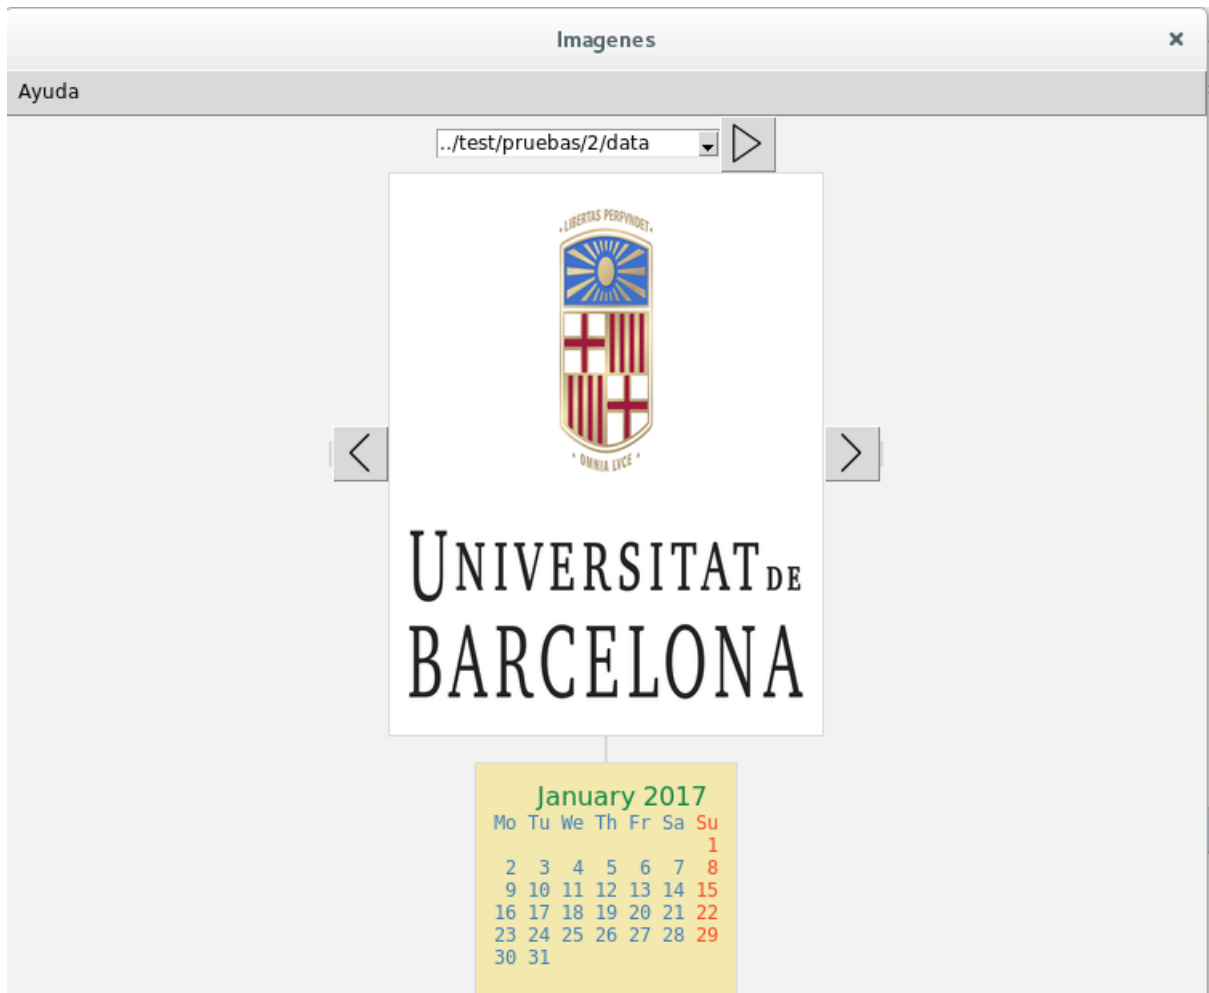 Imagenes
Ayuda
../test/pruebas/2/data
· LIBERTAS PERFVNDET ·
· OMNIA LVCE ·
UNIVERSITAT DE
BARCELONA
January 2017
Mo Tu We Th Fr Sa Su
1
2 3 4 5 6 7 8
9 10 11 12 13 14 15
16 17 18 19 20 21 22
23 24 25 26 27 28 29
30 31